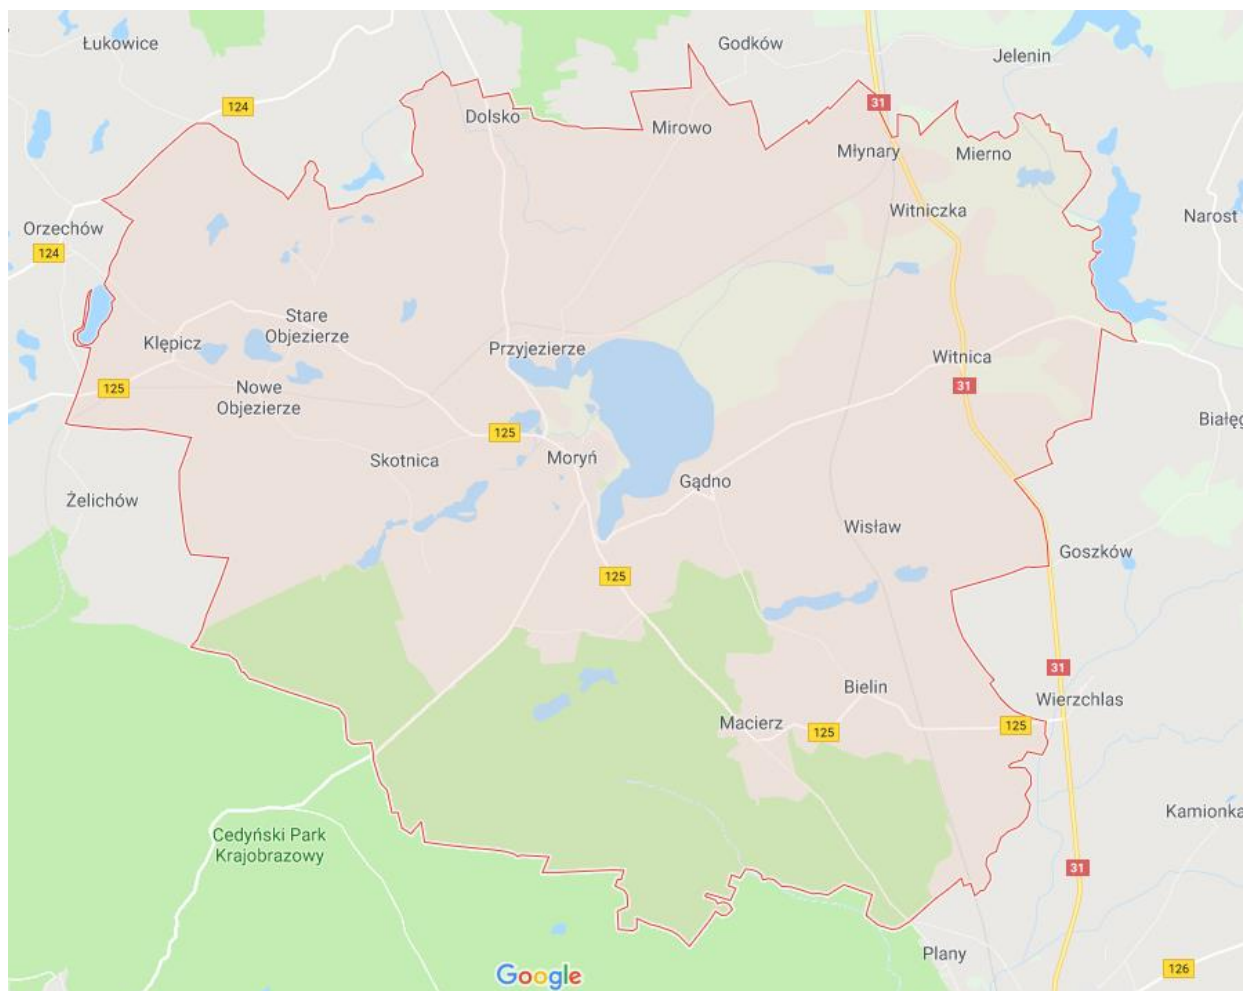 Łukowice
Godków
Jelenin
124
31
Dolsko
Mirowo
Młynary
Mierno
Witniczka
Narost
Orzechów
124
Stare
Objezierze
Klępicz
Przyjezierze
Witnica
125
Nowe
Objezierze
31
Białęg
125
Skotnica
Moryń
Gądno
Żelichów
Wisław
Goszków
125
31
Bielin
Wierzchlas
Macierz
125
125
Kamionka
Cedyński Park
Krajobrazowy
31
Plany
126
Google